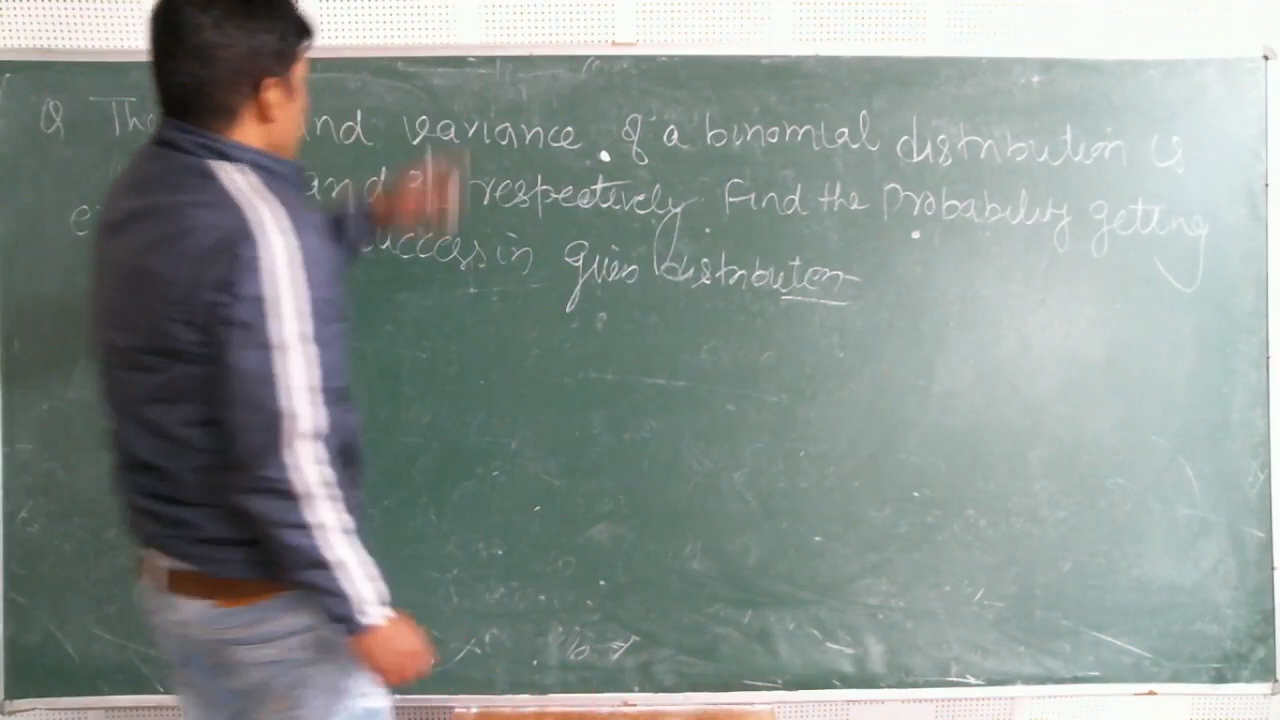 Q The and variance of a binomial distribution is
and respectively Find the Probability getting
success in given distribution